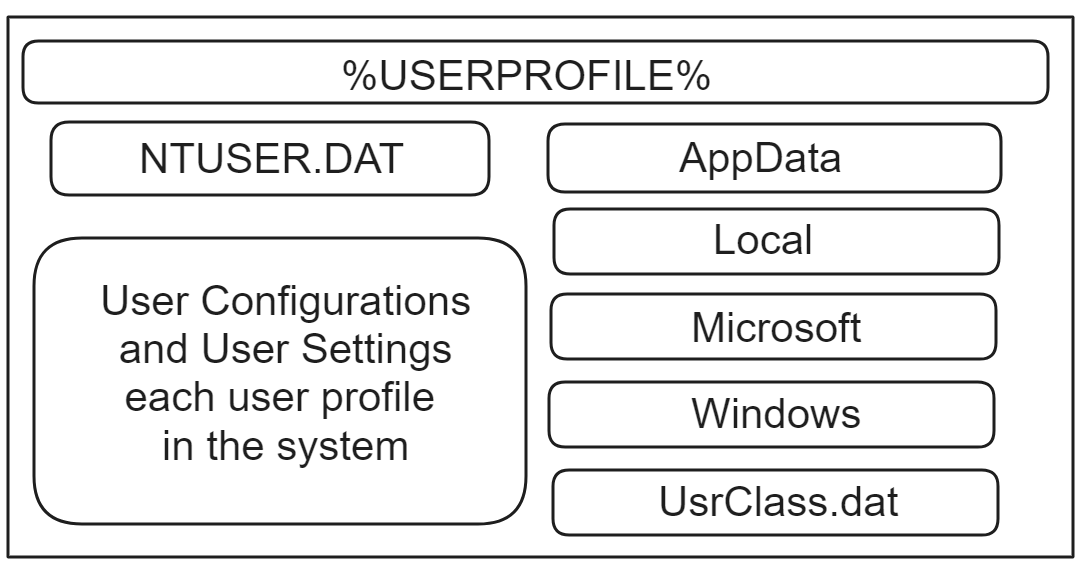 %USERPROFILE%
NTUSER.DAT
User Configurations
and User Settings
each user profile
in the system
AppData
Local
Microsoft
Windows
UsrClass.dat